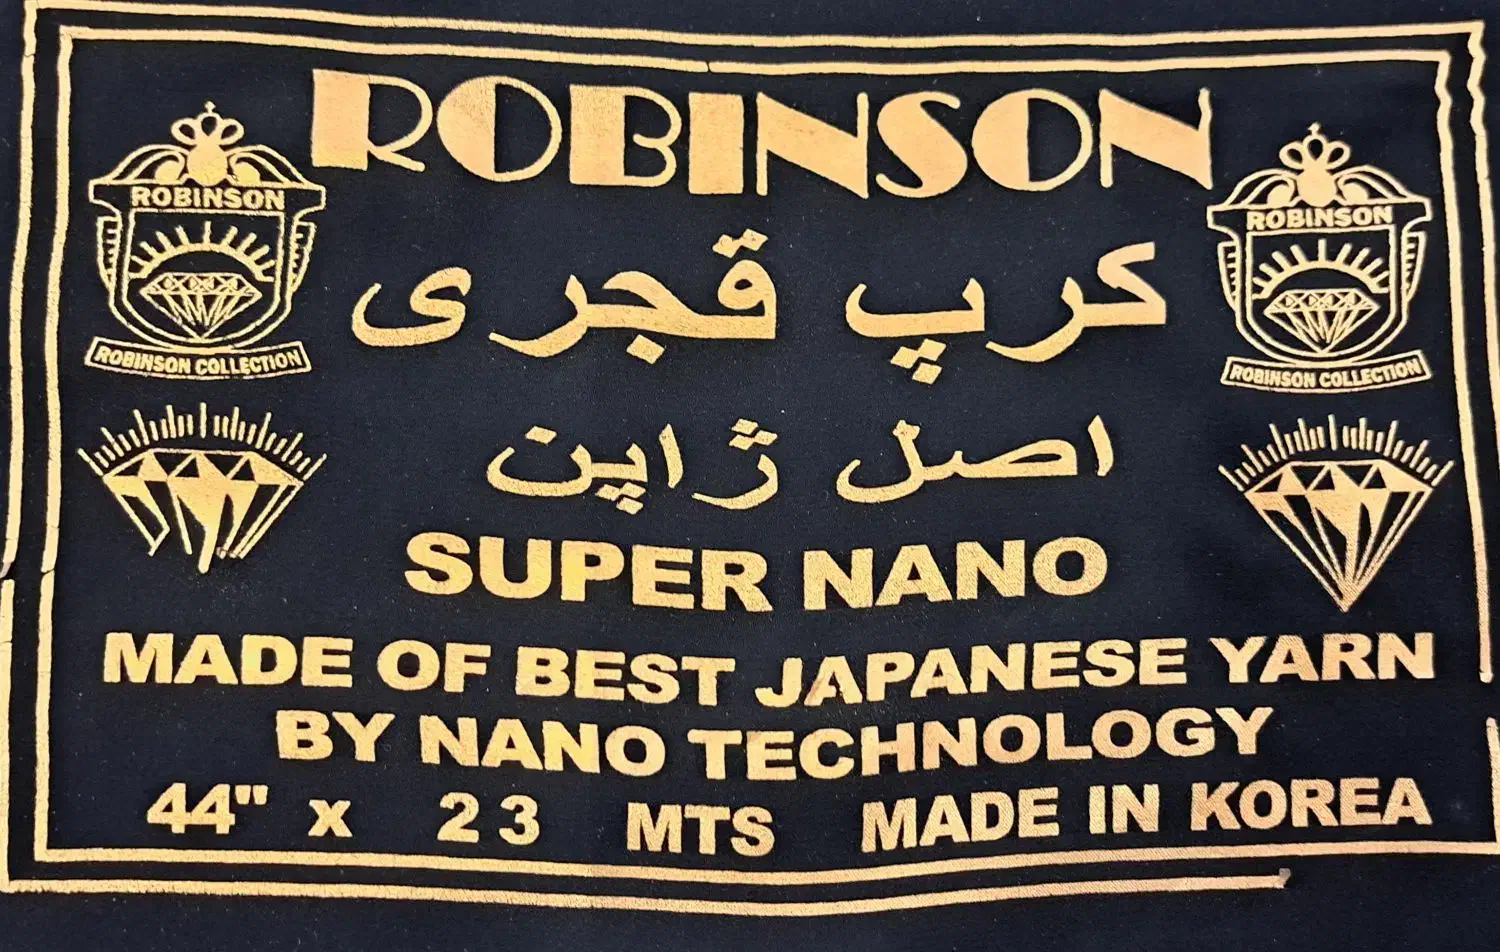 ROBINSON
ROBINSON
ROBINSON COLLECTION
ROBINSON
ROBINSON COLLECTION
کرپ قجری
اصل ژاپن
SUPER NANO
MADE OF BEST JAPANESE YARN
BY NANO TECHNOLOGY
44" x 23 MTS MADE IN KOREA